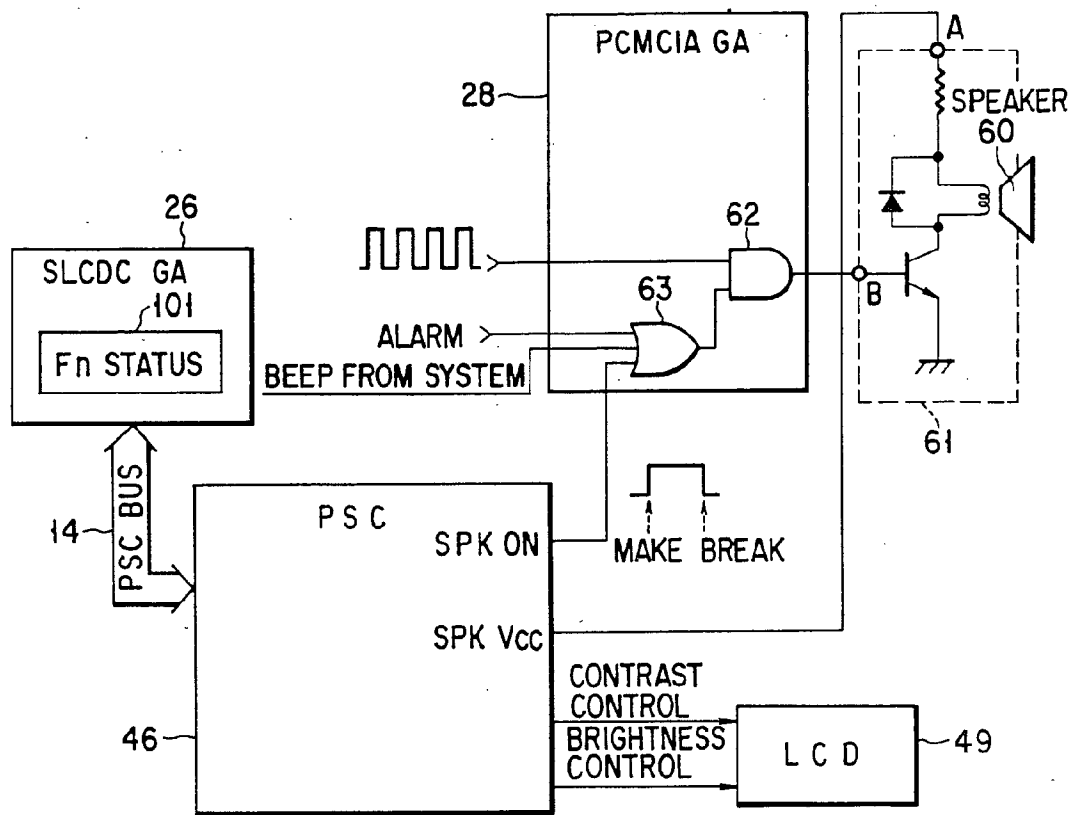 PCMCIA GA
A
28
SPEAKER
60
26
62
SLCDC GA
101
63
B
Fn STATUS
ALARM
BEEP FROM SYSTEM
61
PSC
14
PSC BUS
SPK ON
MAKE BREAK
SPK Vcc
CONTRAST
CONTROL
46
BRIGHTNESS
CONTROL
LCD
49